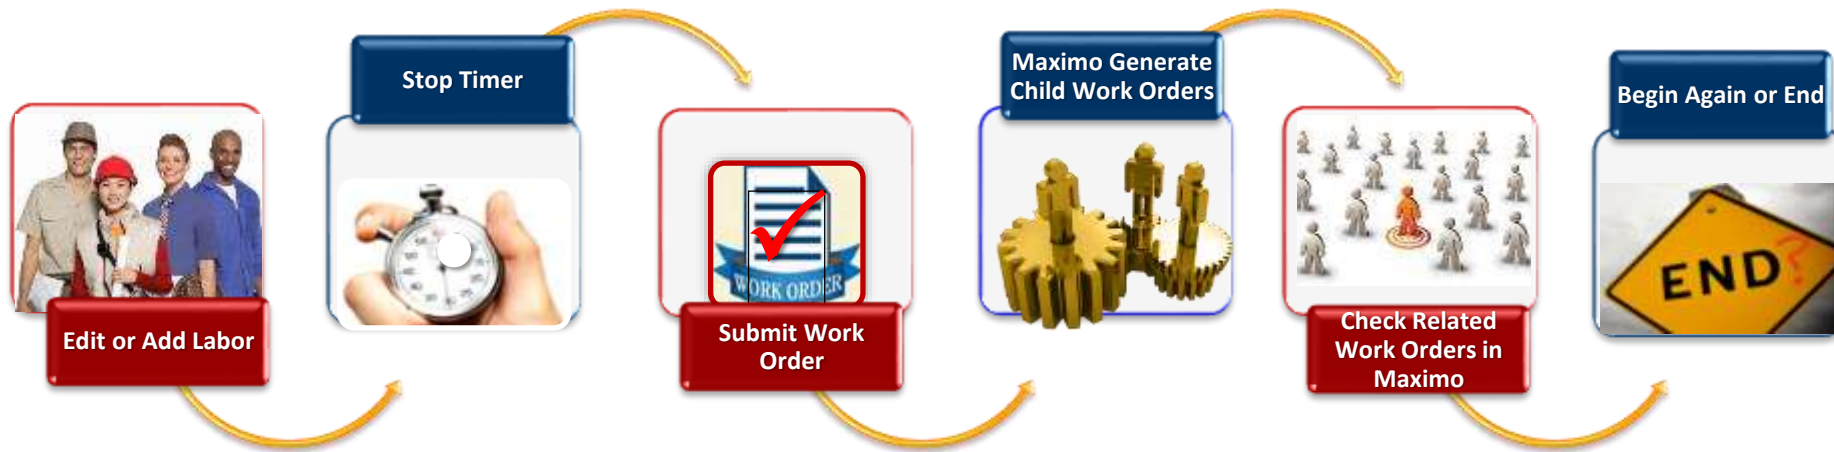 Edit or Add Labor
Stop Timer
WORK ORDER
Submit Work
Order
Maximo Generate
Child Work Orders
Check Related
Work Orders in
Maximo
Begin Again or End
END?